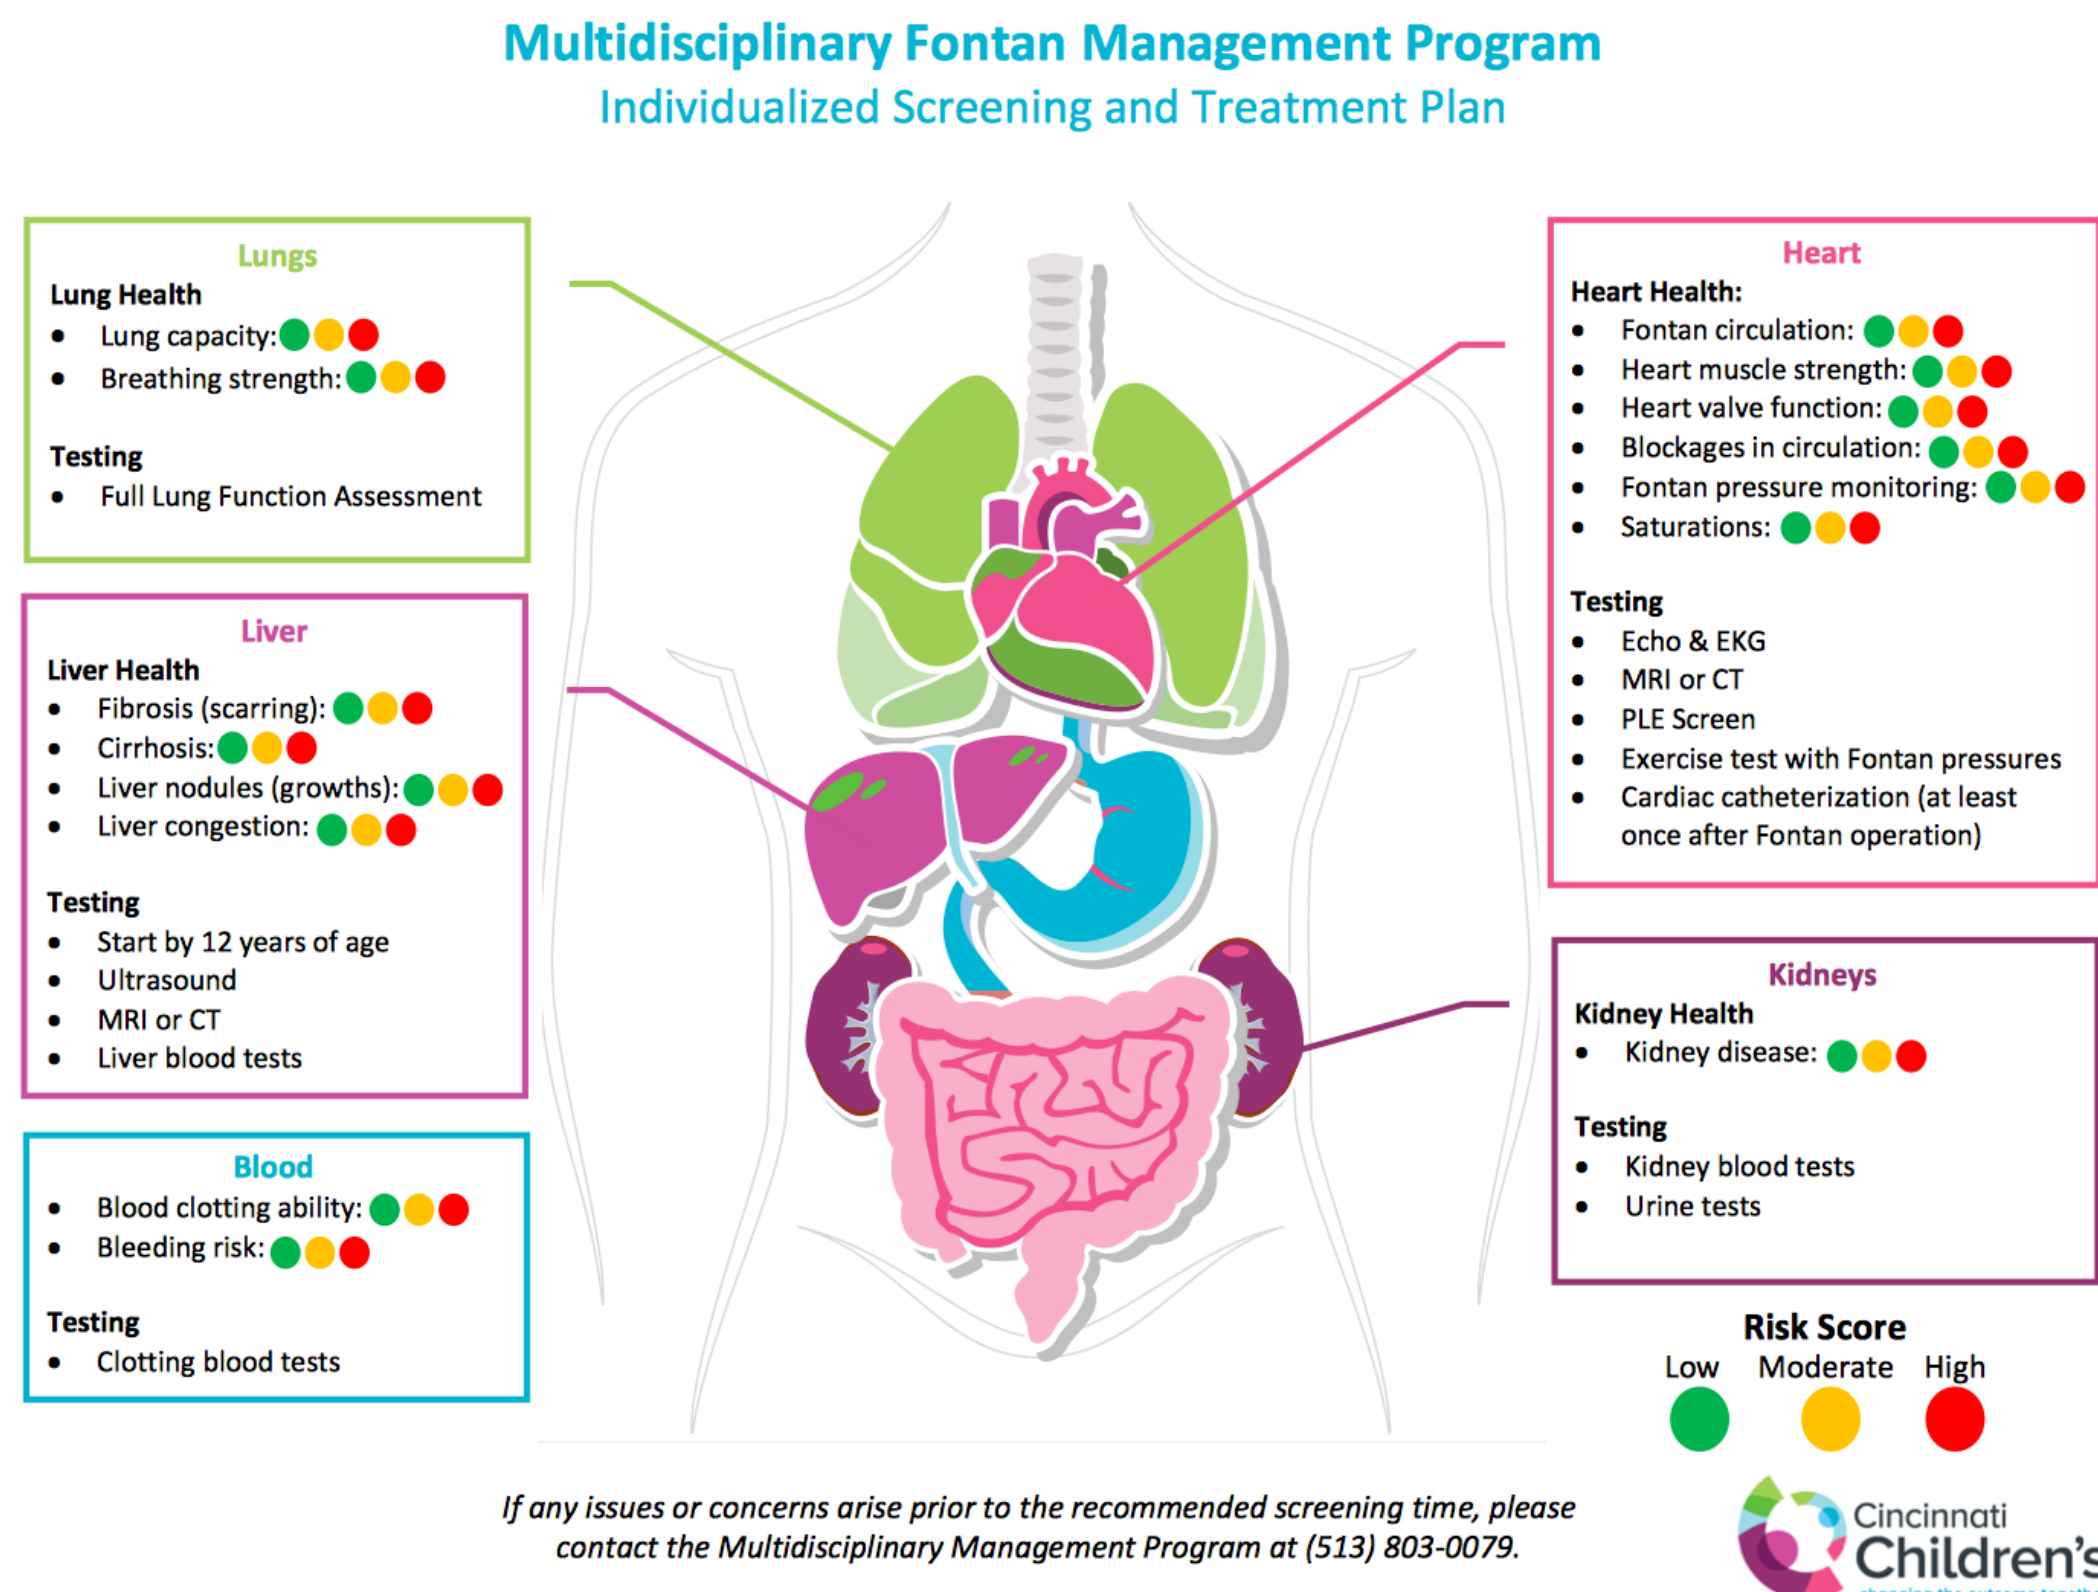 Multidisciplinary Fontan Management Program
Individualized Screening and Treatment Plan
Lungs
Lung Health
• Lung capacity:
• Breathing strength:
Testing
• Full Lung Function Assessment
Liver
Liver Health
• Fibrosis (scarring):
• Cirrhosis:
• Liver nodules (growths):
• Liver congestion:
Testing
• Start by 12 years of age
• Ultrasound
• MRI or CT
• Liver blood tests
Blood
• Blood clotting ability:
• Bleeding risk:
Testing
• Clotting blood tests
Heart
Heart Health:
• Fontan circulation:
• Heart muscle strength:
• Heart valve function:
• Blockages in circulation:
• Fontan pressure monitoring:
• Saturations:
Testing
• Echo & EKG
• MRI or CT
• PLE Screen
• Exercise test with Fontan pressures
• Cardiac catheterization (at least
once after Fontan operation)
Kidneys
Kidney Health
• Kidney disease:
Testing
• Kidney blood tests
• Urine tests
Risk Score
Low Moderate High
If any issues or concerns arise prior to the recommended screening time, please
contact the Multidisciplinary Management Program at (513) 803-0079.
Cincinnati
Children's